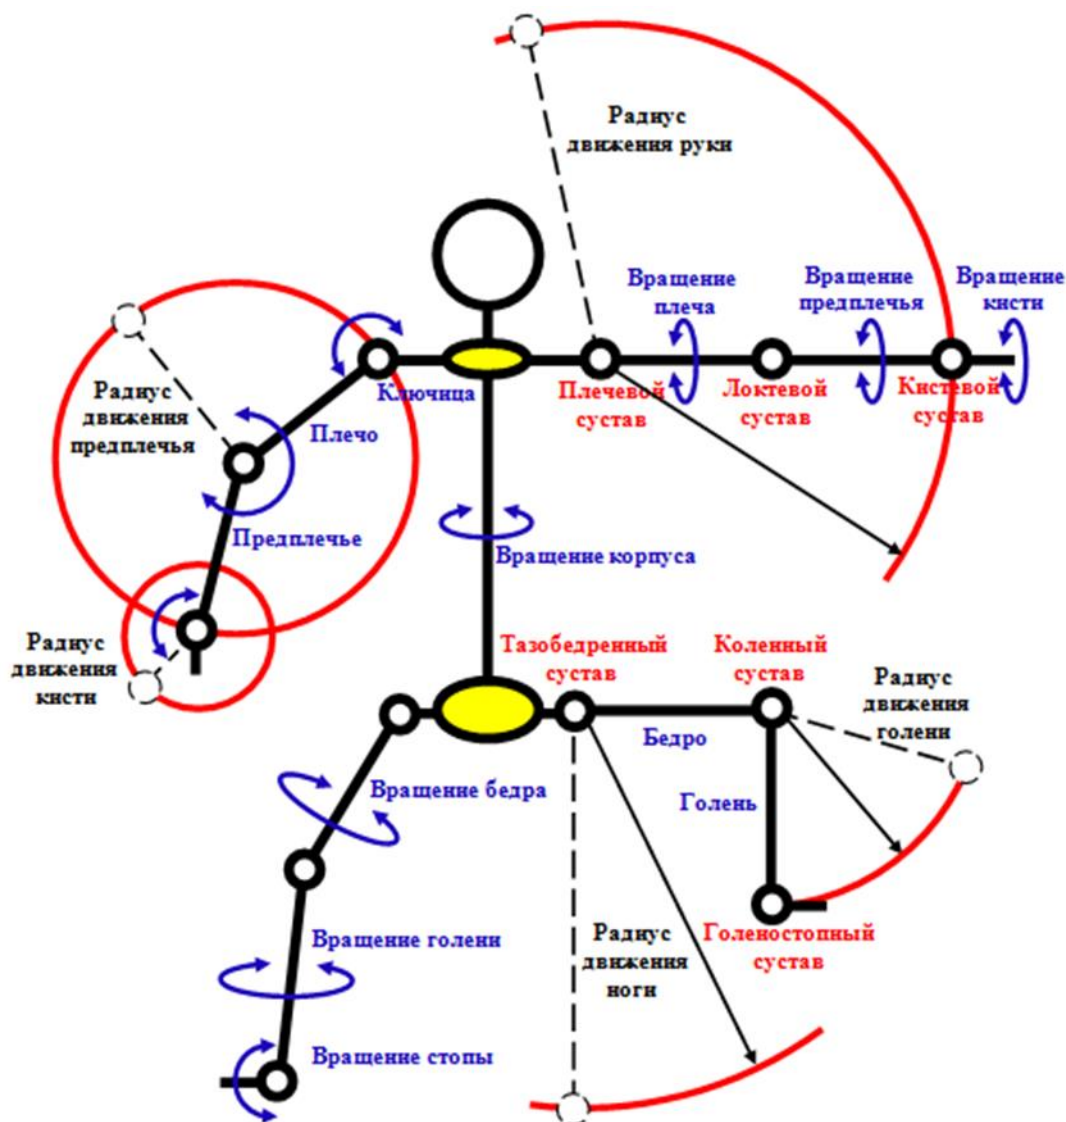 Радиус
движения руки
Вращение
плеча
Вращение
предплечья
Вращение
кисти
Ключица
Плечевой
сустав
Локтевой
сустав
Кистевой
сустав
Радиус
движения
предплечья
Плечо
Предплечье
Вращение корпуса
Радиус
движения
кисти
Тазобедренный
сустав
Коленный
сустав
Радиус
движения
голени
Бедро
Вращение бедра
Голень
Вращение голени
Радиус
движения
ноги
Голеностопный
сустав
Вращение стопы